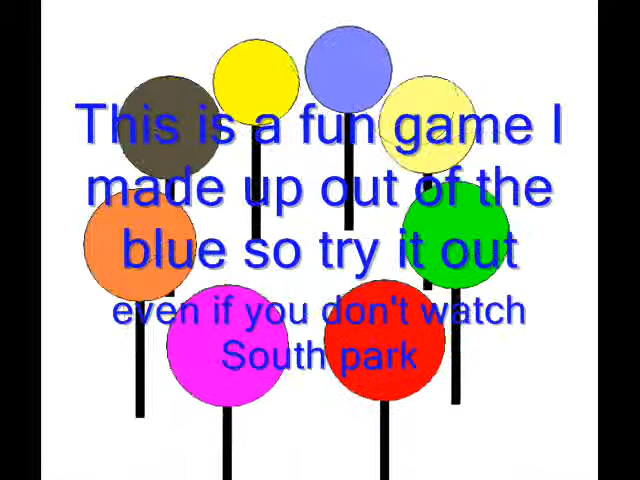 This is a fun game I
made up out of the
blue so try it out
even if you don't watch
South park